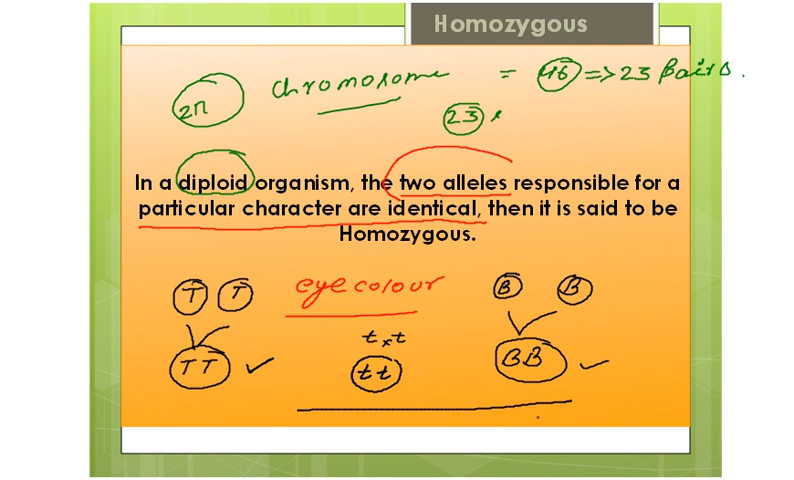 Homozygous
2n chromosome = 46 => 23 Pairs.
23
In a diploid organism, the two alleles responsible for a
particular character are identical, then it is said to be
Homozygous.
T T eye colour B B
t x t
TT tt BB